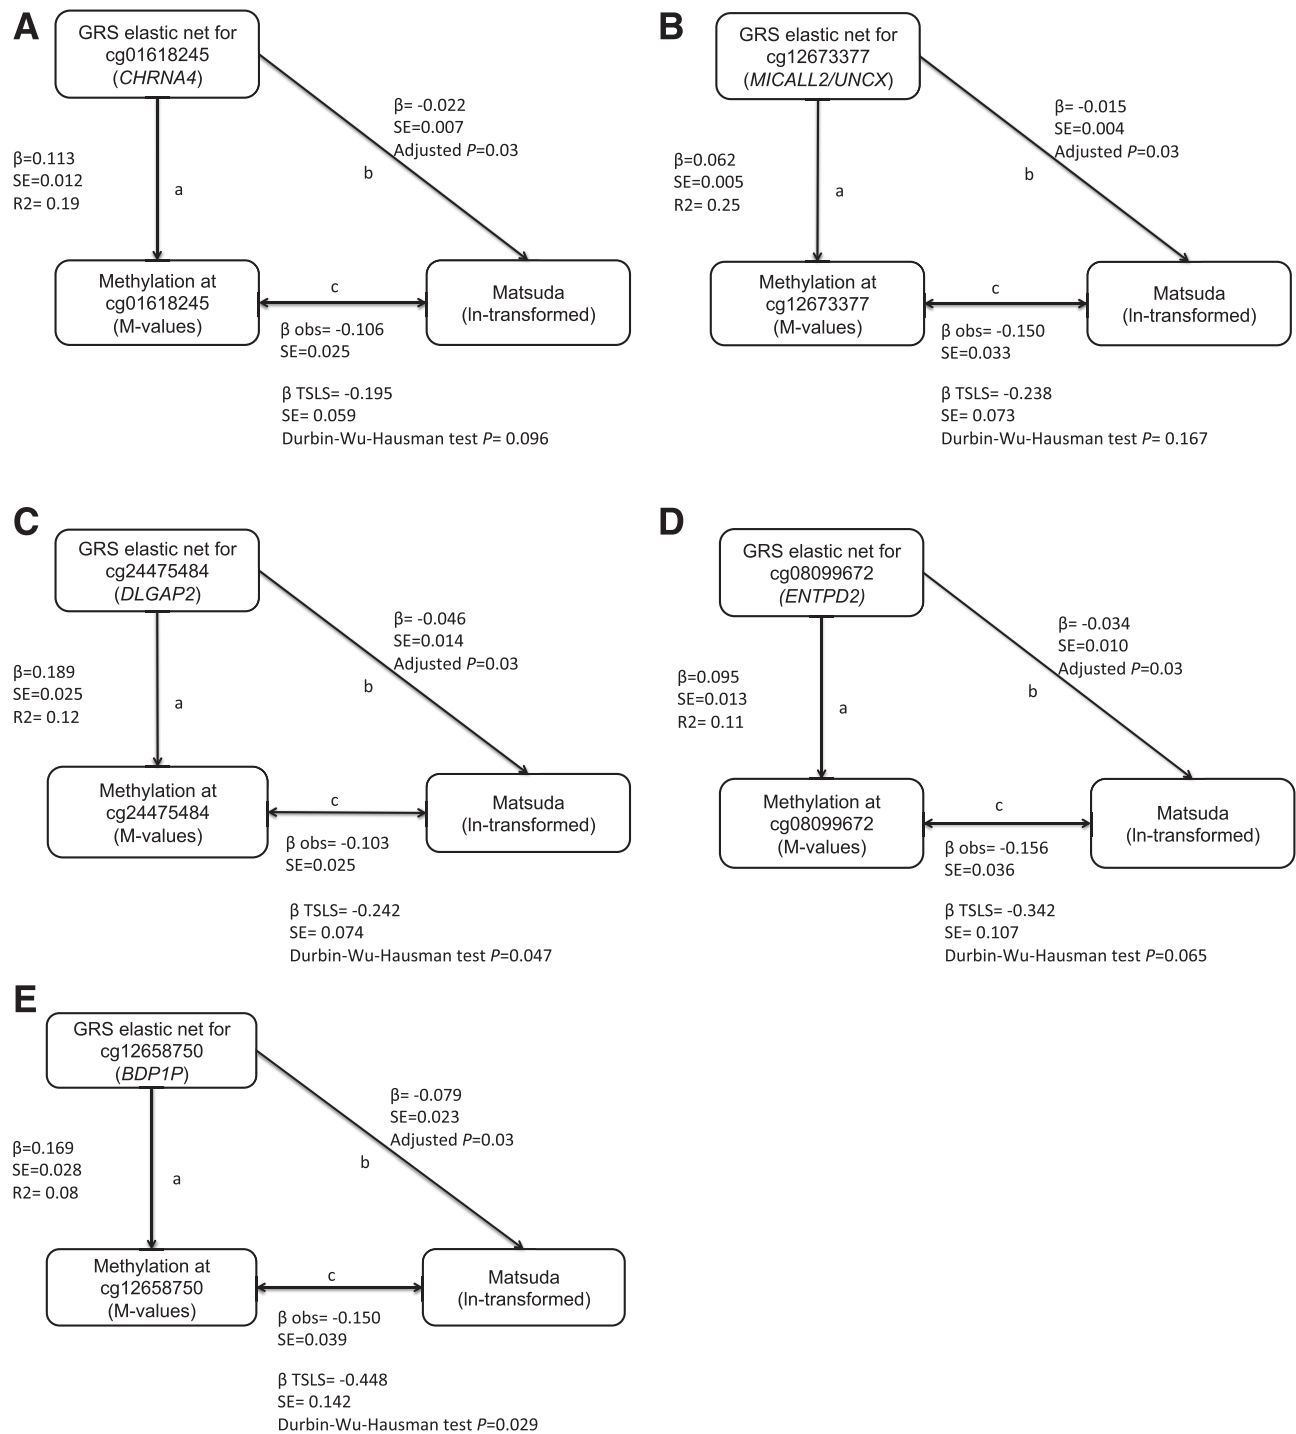 A
GRS elastic net for
cg01618245
(CHRNA4)
β= -0.022
SE=0.007
Adjusted P=0.03
β=0.113
SE=0.012
R2= 0.19
a
b
Methylation at
cg01618245
(M-values)
c
Matsuda
(ln-transformed)
β obs= -0.106
SE=0.025
β TSLS= -0.195
SE= 0.059
Durbin-Wu-Hausman test P= 0.096
B
GRS elastic net for
cg12673377
(MICALL2/UNCX)
β= -0.015
SE=0.004
Adjusted P=0.03
β=0.062
SE=0.005
R2= 0.25
a
b
Methylation at
cg12673377
(M-values)
c
Matsuda
(ln-transformed)
β obs= -0.150
SE=0.033
β TSLS= -0.238
SE= 0.073
Durbin-Wu-Hausman test P= 0.167
C
GRS elastic net for
cg24475484
(DLGAP2)
β= -0.046
SE=0.014
Adjusted P=0.03
β=0.189
SE=0.025
R2= 0.12
a
b
Methylation at
cg24475484
(M-values)
c
Matsuda
(ln-transformed)
β obs= -0.103
SE=0.025
β TSLS= -0.242
SE= 0.074
Durbin-Wu-Hausman test P=0.047
D
GRS elastic net for
cg08099672
(ENTPD2)
β= -0.034
SE=0.010
Adjusted P=0.03
β=0.095
SE=0.013
R2= 0.11
a
b
Methylation at
cg08099672
(M-values)
c
Matsuda
(ln-transformed)
β obs= -0.156
SE=0.036
β TSLS= -0.342
SE= 0.107
Durbin-Wu-Hausman test P=0.065
E
GRS elastic net for
cg12658750
(BDP1P)
β= -0.079
SE=0.023
Adjusted P=0.03
β=0.169
SE=0.028
R2= 0.08
a
b
Methylation at
cg12658750
(M-values)
c
Matsuda
(ln-transformed)
β obs= -0.150
SE=0.039
β TSLS= -0.448
SE= 0.142
Durbin-Wu-Hausman test P=0.029